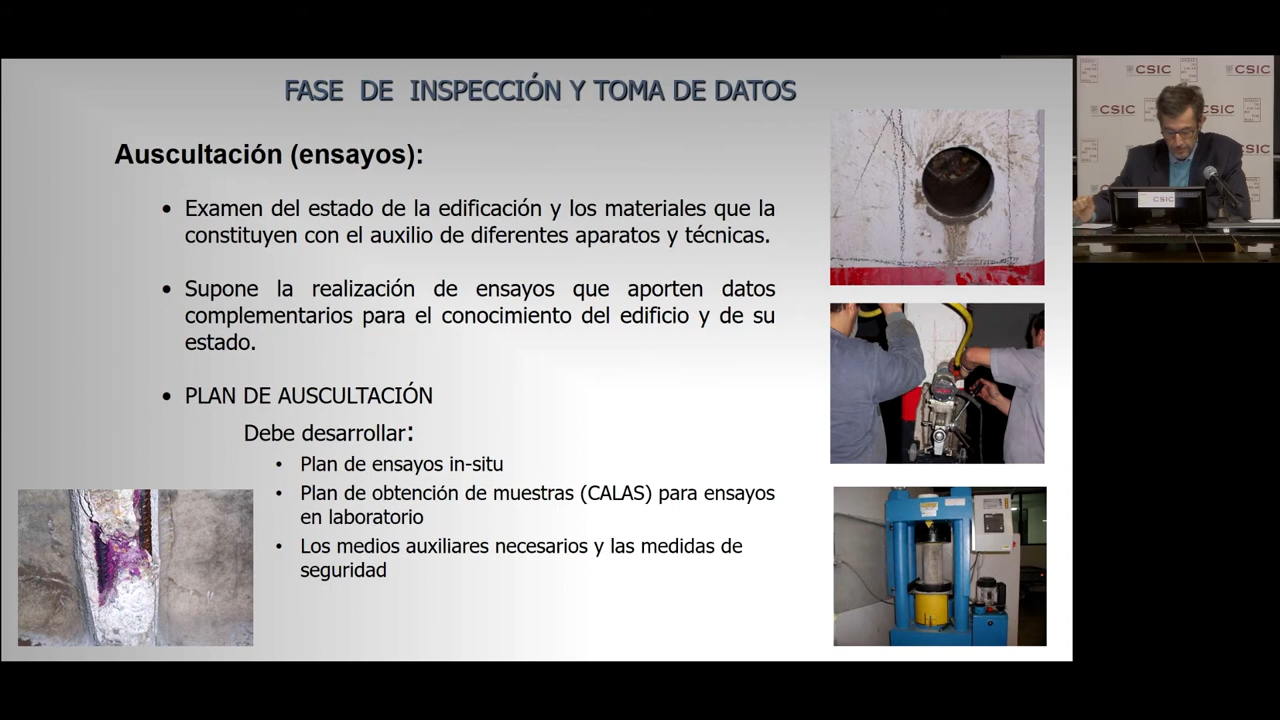 FASE DE INSPECCIÓN Y TOMA DE DATOS
Auscultación (ensayos):
• Examen del estado de la edificación y los materiales que la
constituyen con el auxilio de diferentes aparatos y técnicas.
• Supone la realización de ensayos que aporten datos
complementarios para el conocimiento del edificio y de su
estado.
• PLAN DE AUSCULTACIÓN
Debe desarrollar:
• Plan de ensayos in-situ
• Plan de obtención de muestras (CALAS) para ensayos
en laboratorio
• Los medios auxiliares necesarios y las medidas de
seguridad
CSIC
CSIC
CSIC
CSIC
CSIC
CSIC